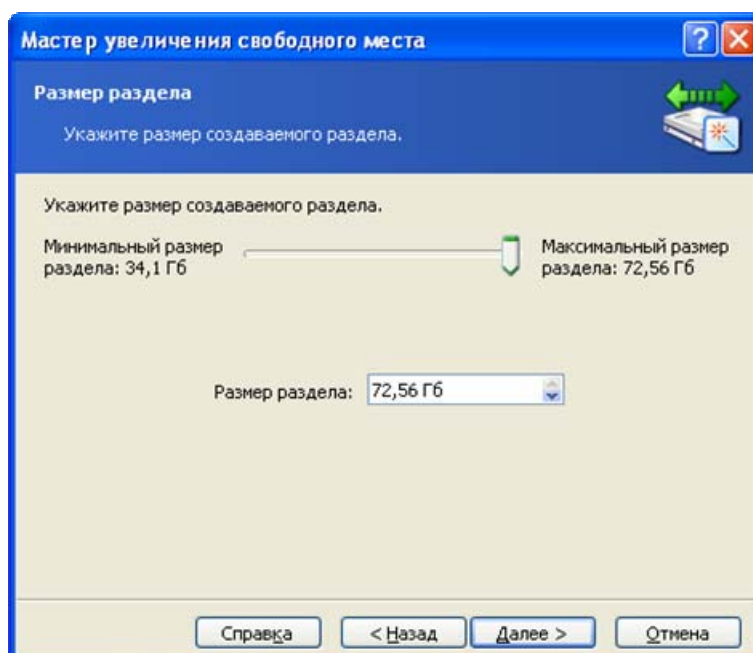 Мастер увеличения свободного места
Размер раздела
Укажите размер создаваемого раздела.
Укажите размер создаваемого раздела.
Минимальный размер
раздела: 34,1 Гб
Максимальный размер
раздела: 72,56 Гб
Размер раздела: 72,56 Гб
Справка < Назад Далее > Отмена